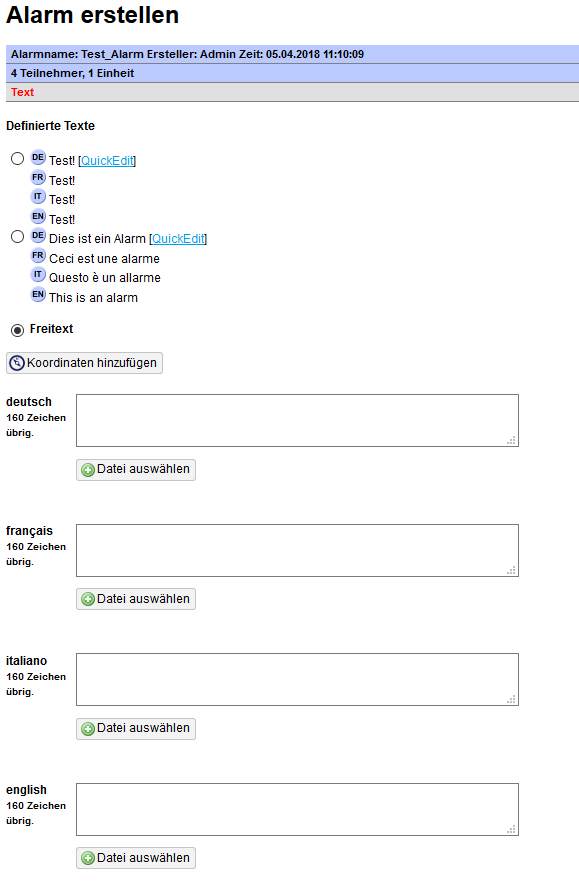 Alarm erstellen
Alarmname: Test_Alarm Ersteller: Admin Zeit: 05.04.2018 11:10:09
4 Teilnehmer, 1 Einheit
Text
Definierte Texte
DE Test! [QuickEdit]
FR Test!
IT Test!
EN Test!
DE Dies ist ein Alarm [QuickEdit]
FR Ceci est une alarme
IT Questo è un allarme
EN This is an alarm
Freitext
Koordinaten hinzufügen
deutsch
160 Zeichen
übrig.
Datei auswählen
français
160 Zeichen
übrig.
Datei auswählen
italiano
160 Zeichen
übrig.
Datei auswählen
english
160 Zeichen
übrig.
Datei auswählen